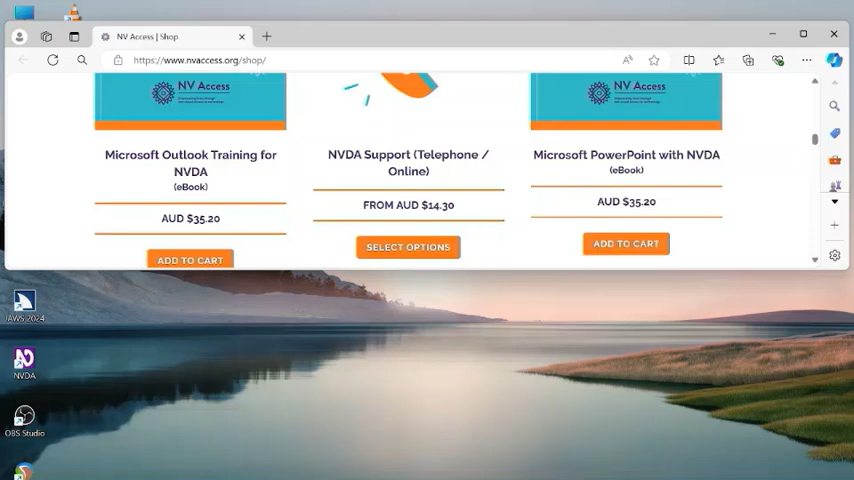 NV Access | Shop
https://www.nvaccess.org/shop/
NV Access
NV Access
Microsoft Outlook Training for
NVDA
(eBook)
AUD $35.20
ADD TO CART
NVDA Support (Telephone /
Online)
FROM AUD $14.30
SELECT OPTIONS
Microsoft PowerPoint with NVDA
(eBook)
AUD $35.20
ADD TO CART
JAWS 2024
NVDA
OBS Studio